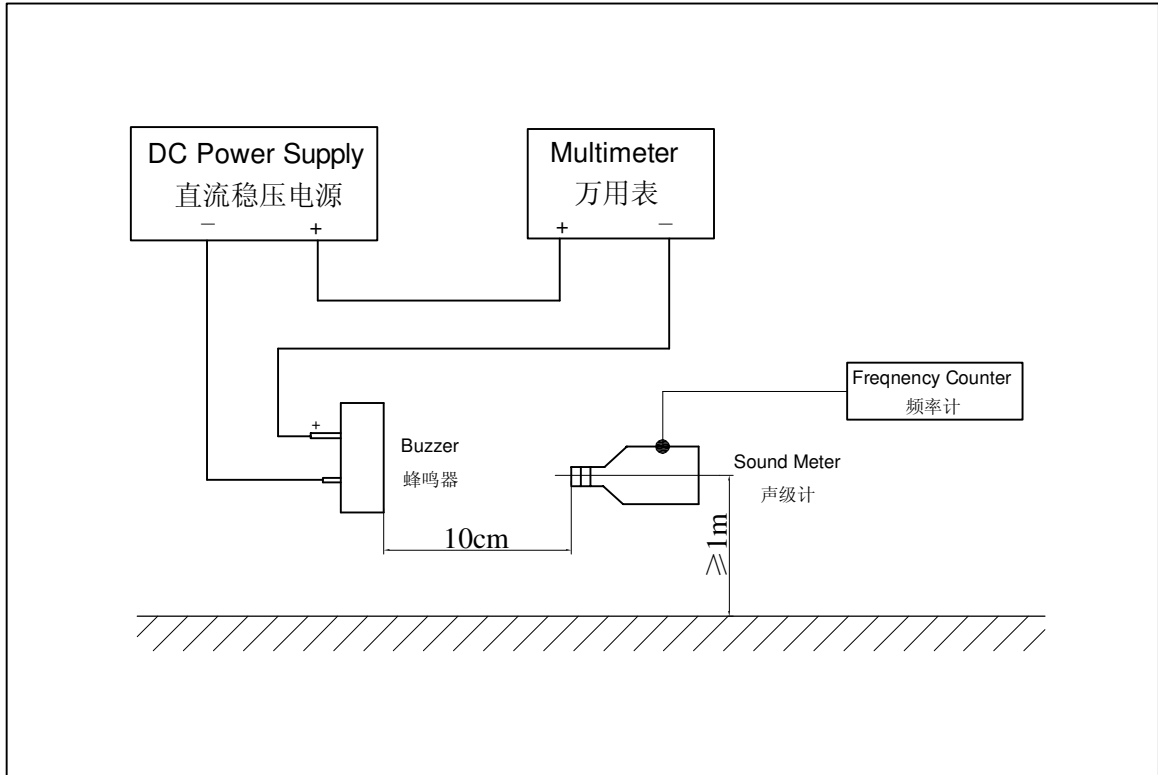 DC Power Supply
直流稳压电源
— +
Multimeter
万用表
+ —
Freqnency Counter
频率计
+
Buzzer
蜂鸣器
Sound Meter
声级计
10cm
≥1m